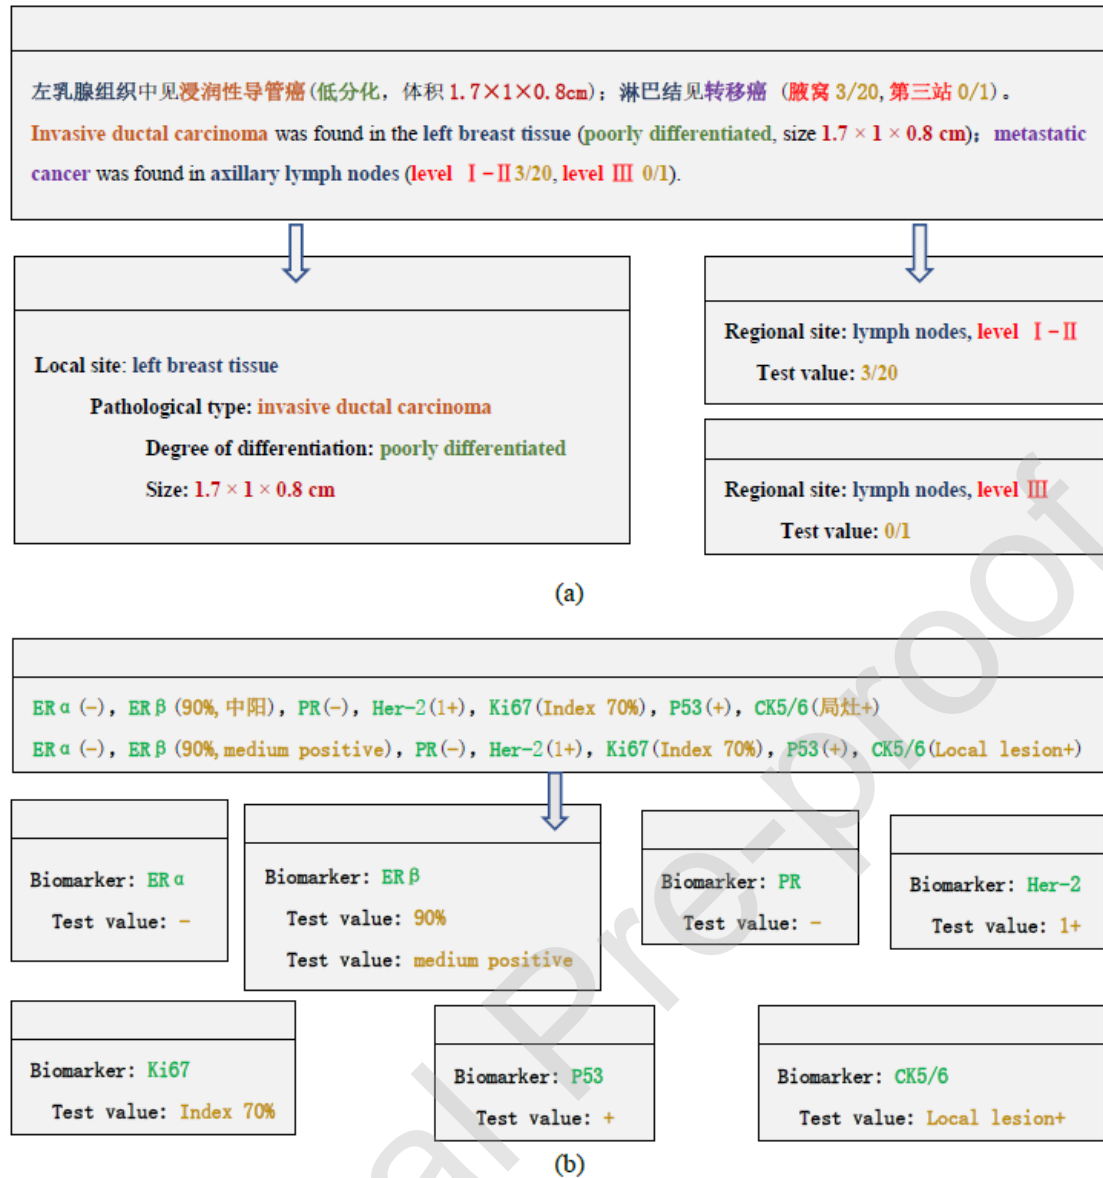 左乳腺组织中见浸润性导管癌(低分化, 体积 1.7×1×0.8cm)；淋巴结见转移癌 (腋窝 3/20, 第三站 0/1)。
Invasive ductal carcinoma was found in the left breast tissue (poorly differentiated, size 1.7 × 1 × 0.8 cm); metastatic
cancer was found in axillary lymph nodes (level Ⅰ-Ⅱ 3/20, level Ⅲ 0/1).
Local site: left breast tissue
Pathological type: invasive ductal carcinoma
Degree of differentiation: poorly differentiated
Size: 1.7 × 1 × 0.8 cm
Regional site: lymph nodes, level Ⅰ-Ⅱ
Test value: 3/20
Regional site: lymph nodes, level Ⅲ
Test value: 0/1
(a)
ERα(-), ERβ(90%, 中阳), PR(-), Her-2(1+), Ki67(Index 70%), P53(+), CK5/6(局灶+)
ERα(-), ERβ(90%, medium positive), PR(-), Her-2(1+), Ki67(Index 70%), P53(+), CK5/6(Local lesion+)
Biomarker: ERα
Test value: -
Biomarker: ERβ
Test value: 90%
Test value: medium positive
Biomarker: PR
Test value: -
Biomarker: Her-2
Test value: 1+
Biomarker: Ki67
Test value: Index 70%
Biomarker: P53
Test value: +
Biomarker: CK5/6
Test value: Local lesion+
(b)
al Pre-proof